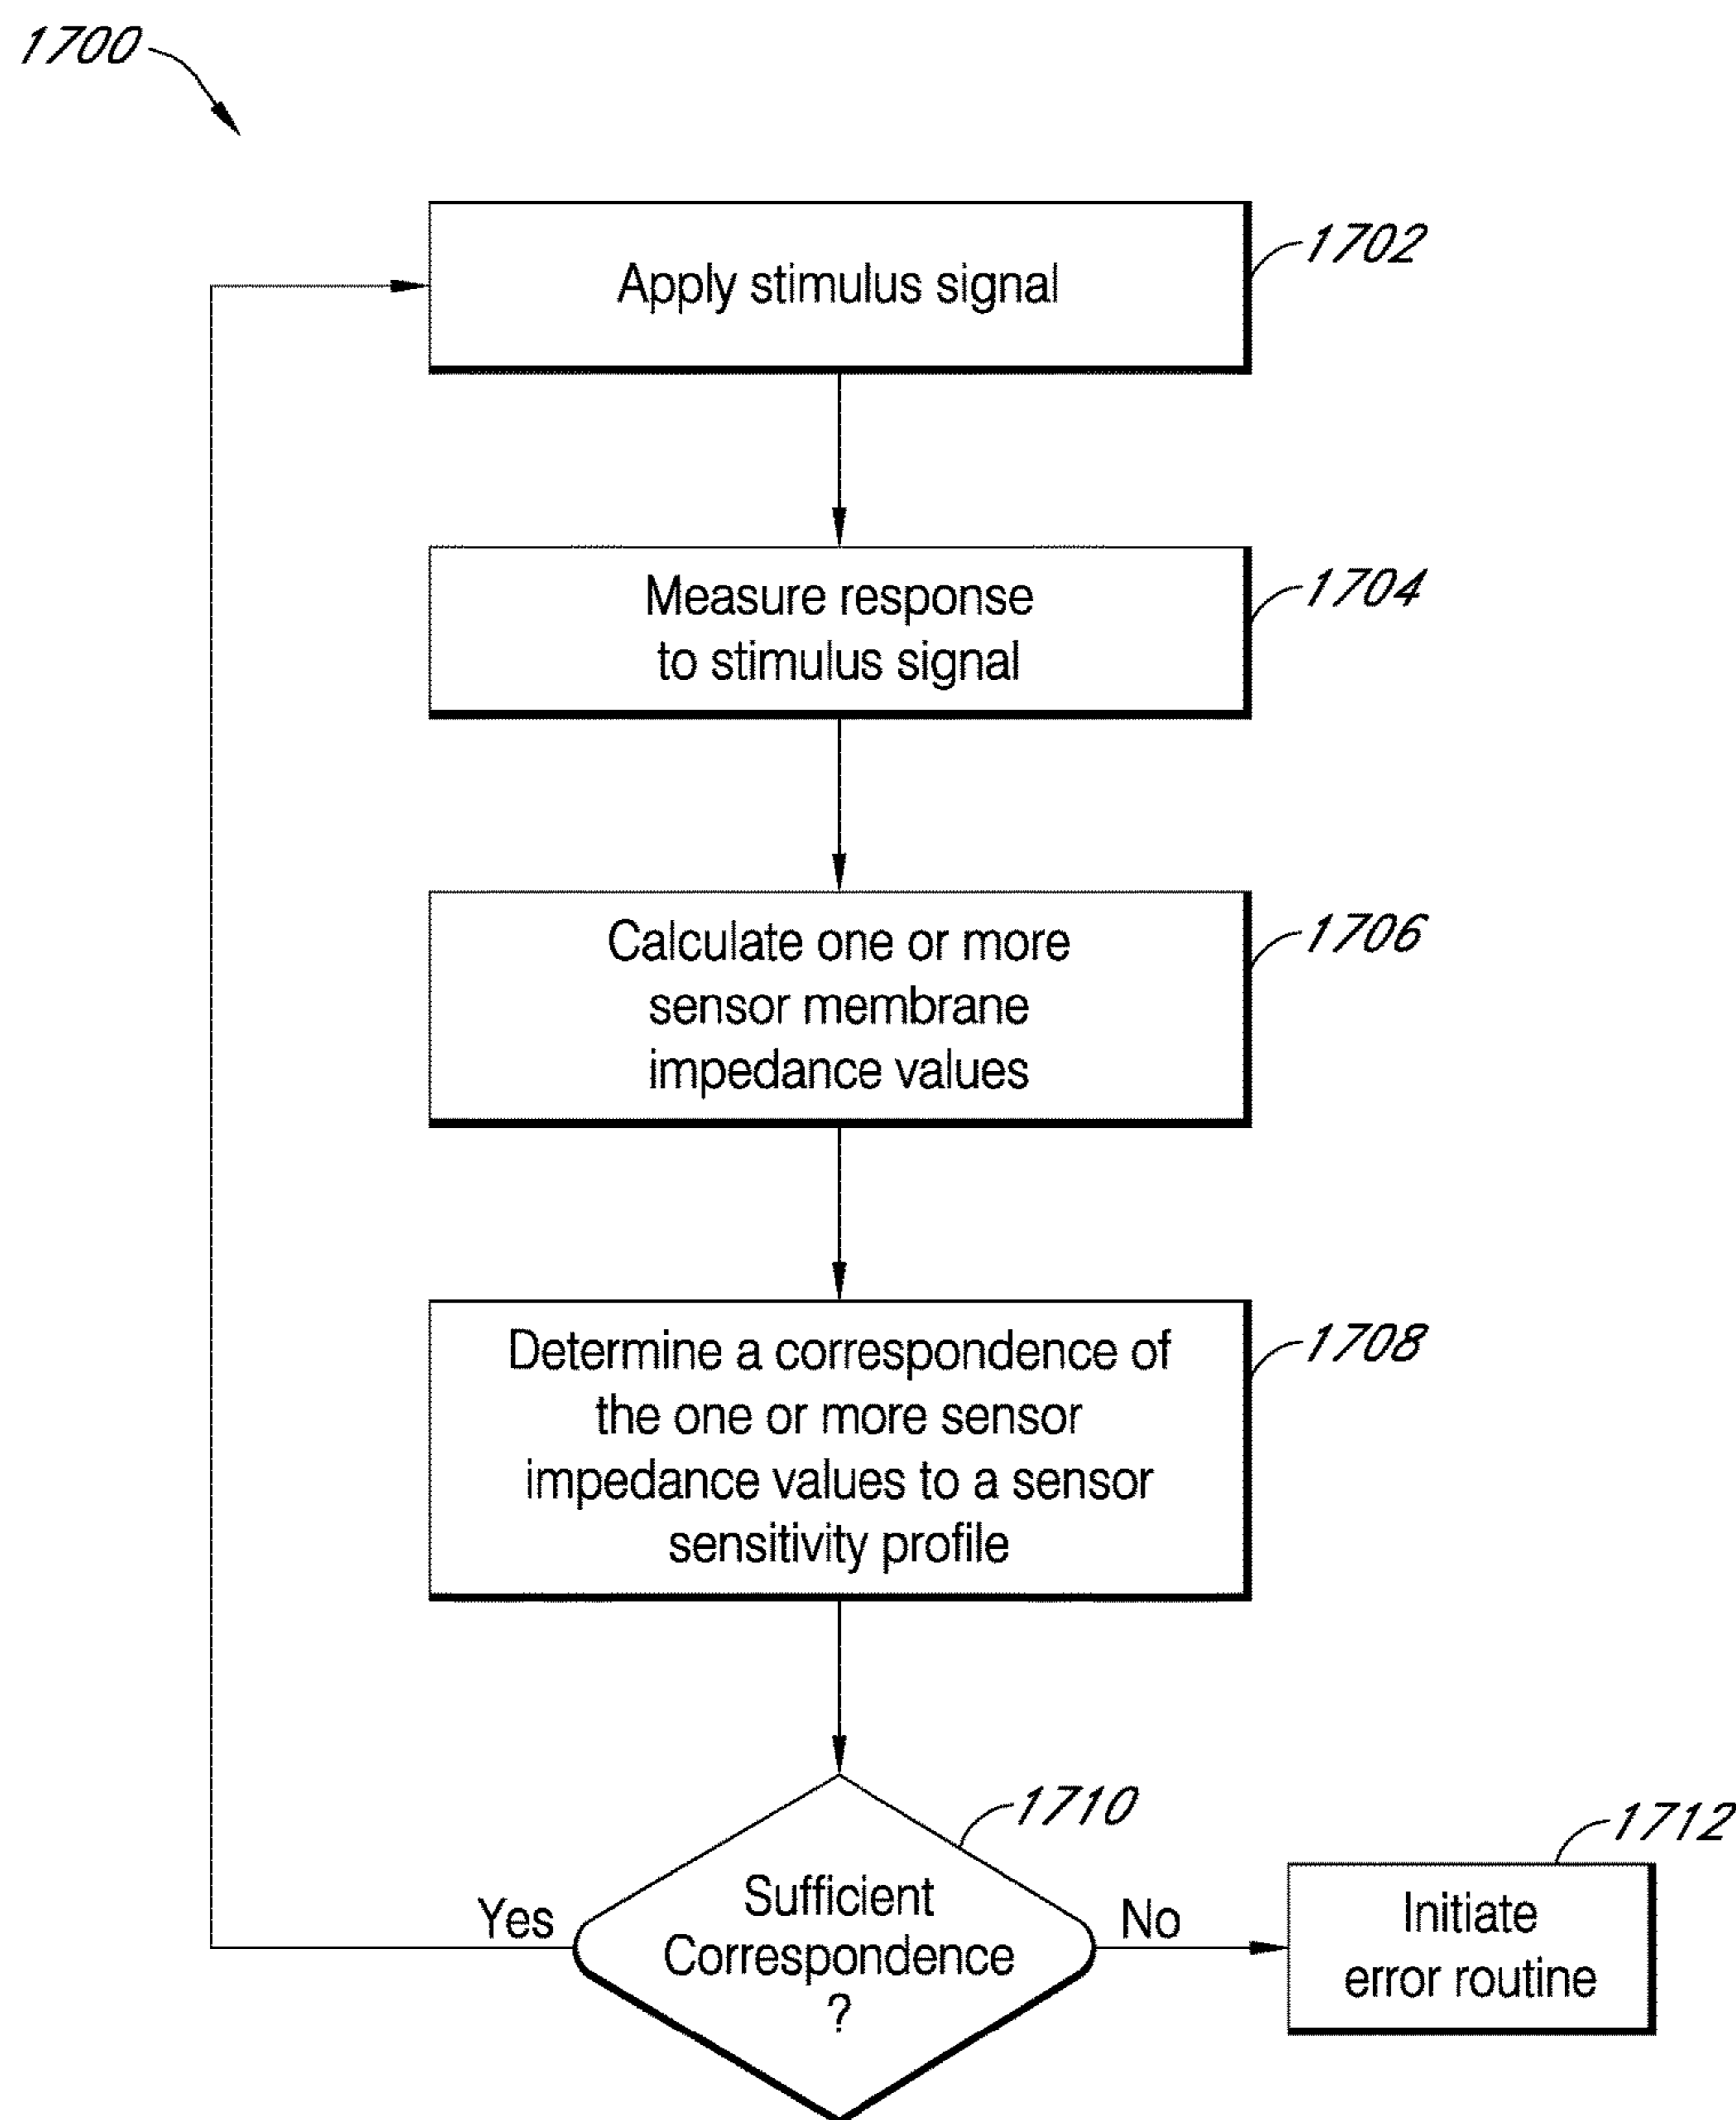 1700
Apply stimulus signal
1702
Measure response
to stimulus signal
1704
Calculate one or more
sensor membrane
impedance values
1706
Determine a correspondence of
the one or more sensor
impedance values to a sensor
sensitivity profile
1708
1710
Sufficient
Correspondence
?
Yes
No
1712
Initiate
error routine